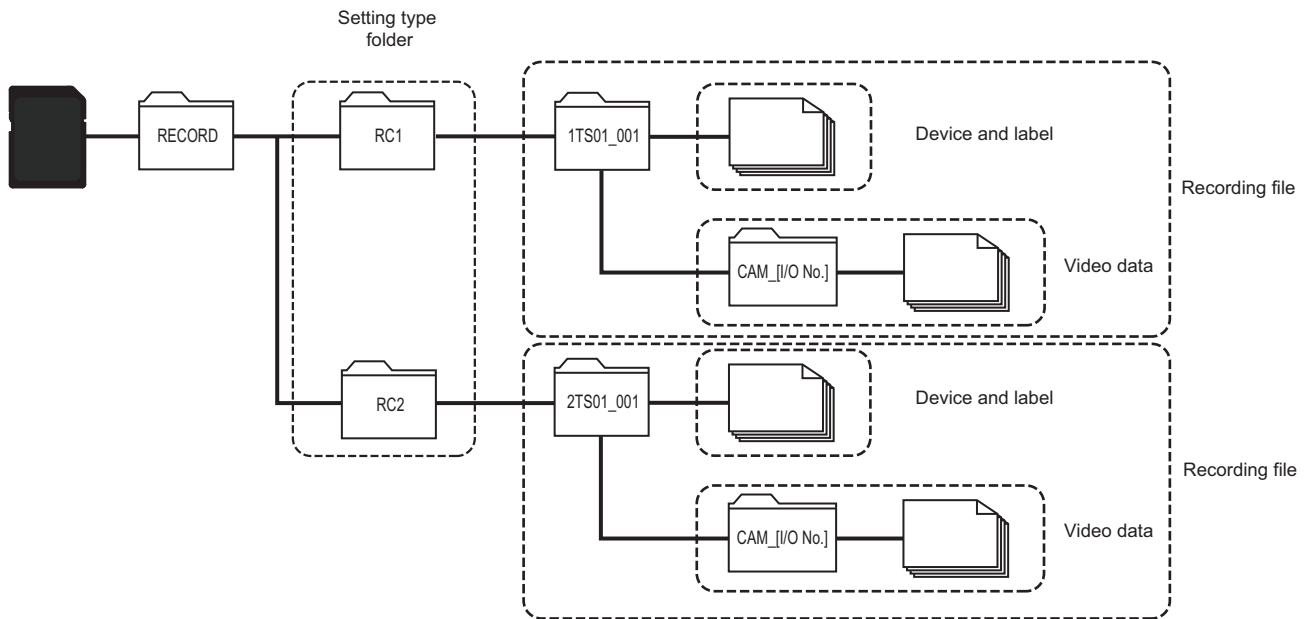 Setting type
folder
RECORD
RC1
1TS01_001
Device and label
Recording file
CAM_[I/O No.]
Video data
RC2
2TS01_001
Device and label
Recording file
CAM_[I/O No.]
Video data